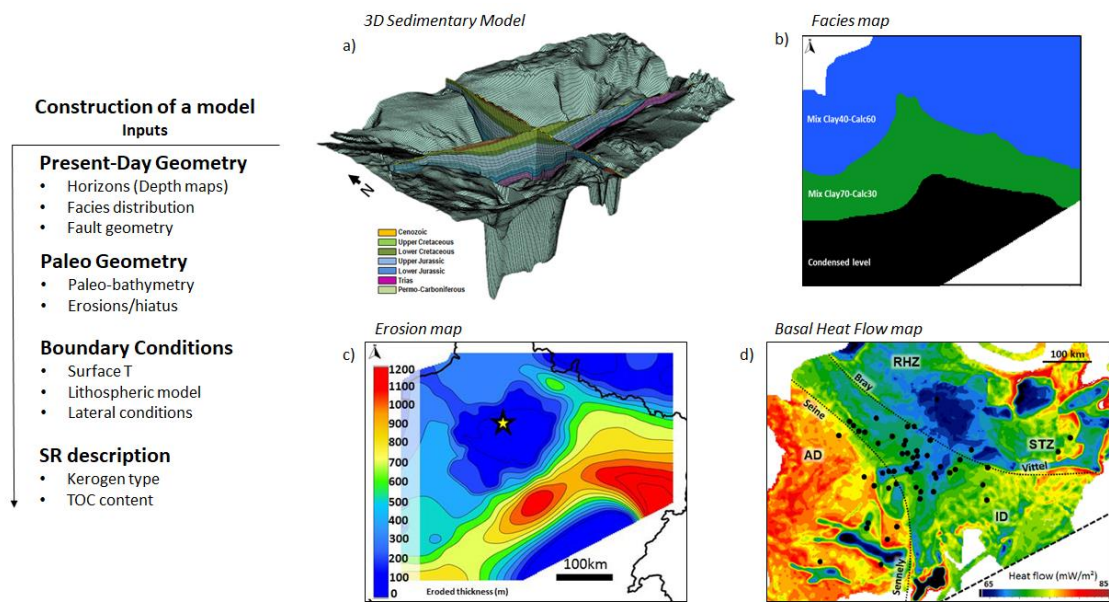 3D Sedimentary Model
Facies map
a)
b)
N
Construction of a model
Inputs
Present-Day Geometry
• Horizons (Depth maps)
• Facies distribution
• Fault geometry
Paleo Geometry
• Paleo-bathymetry
• Erosions/hiatus
Boundary Conditions
• Surface T
• Lithospheric model
• Lateral conditions
SR description
• Kerogen type
• TOC content
Cenozoic
Upper Cretaceous
Lower Cretaceous
Upper Jurassic
Lower Jurassic
Trias
Permo-Carboniferous
Mix Clay40-Calc60
Mix Clay70-Calc30
Condensed level
Erosion map
c)
1200
1100
1000
900
800
700
600
500
400
300
200
100
0
Eroded thickness (m)
100km
Basal Heat Flow map
d)
100 km
RHZ
Bray
Seine
AD
STZ
Vittel
ID
Sennely
Heat flow (mW/m²)
65
85